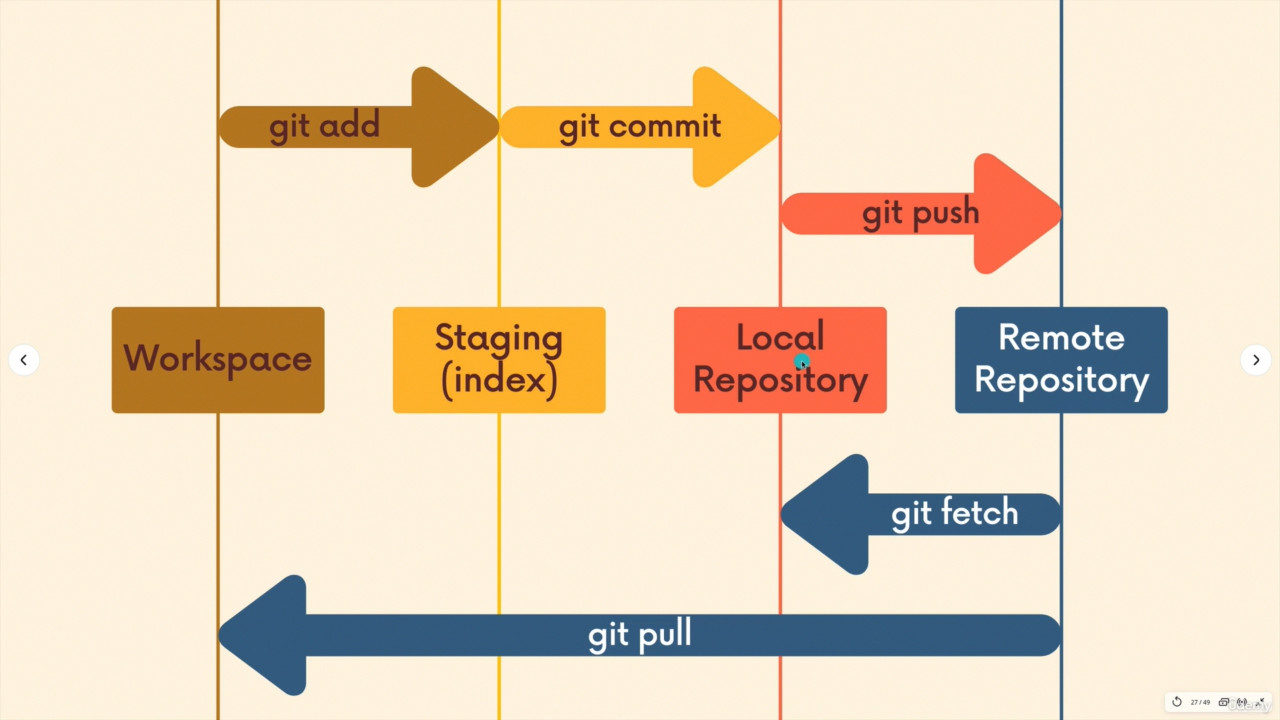 git add
git commit
git push
Workspace
Staging
(index)
Local
Repository
Remote
Repository
git fetch
git pull
27 / 49